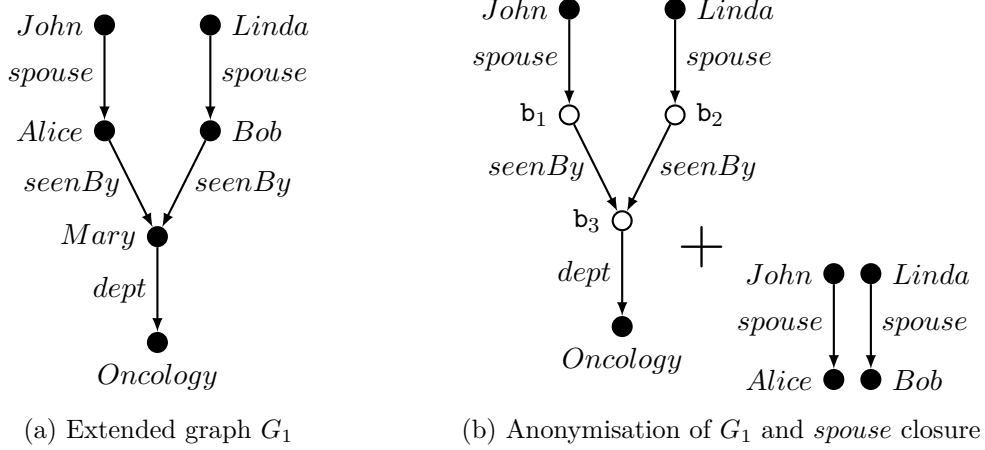 John Linda
spouse spouse
Alice Bob
seenBy seenBy
Mary
dept
Oncology
(a) Extended graph G₁
John Linda
spouse spouse
b₁ b₂
seenBy seenBy
b₃
dept
Oncology
+
John Linda
spouse spouse
Alice Bob
(b) Anonymisation of G₁ and spouse closure